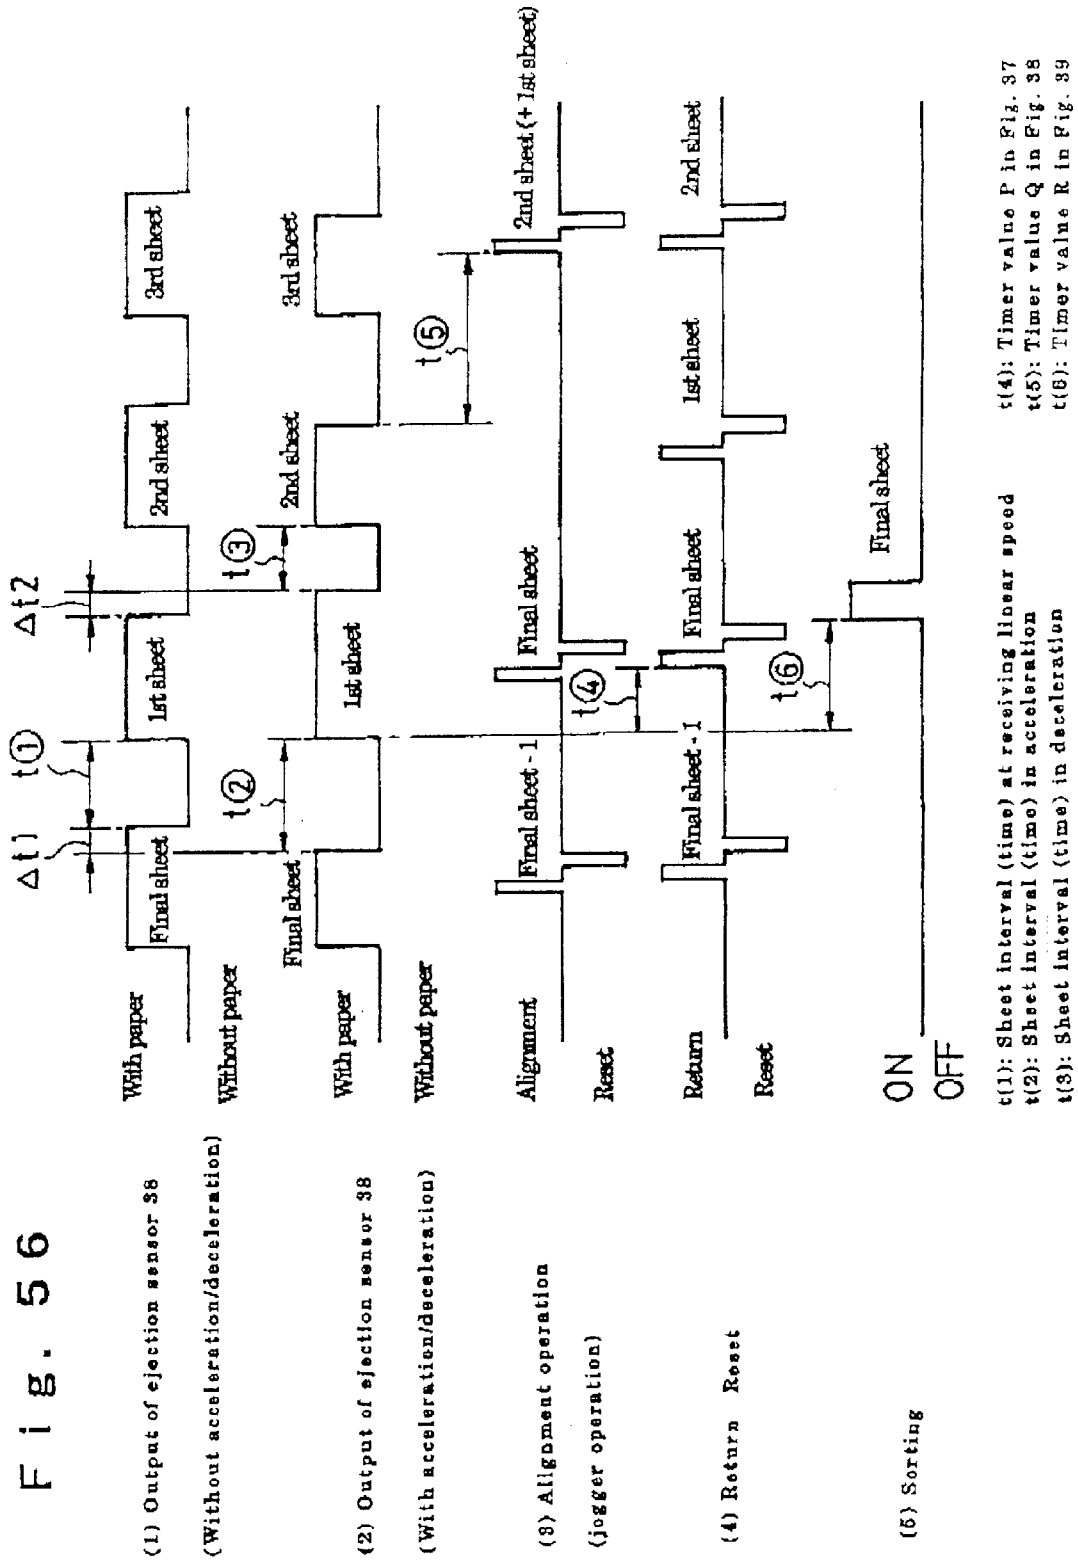 Fig. 56
(1) Output of ejection sensor 38
(Without acceleration/deceleration)
With paper
Without paper
Final sheet
1st sheet
2nd sheet
3rd sheet
Δt1
t①
Δt2
(2) Output of ejection sensor 38
(With acceleration/deceleration)
With paper
Without paper
Final sheet
t②
1st sheet
t③
2nd sheet
3rd sheet
t⑤
(3) Alignment operation
(jogger operation)
Alignment
Reset
Final sheet - 1
Final sheet
2nd sheet (+ 1st sheet)
t④
(4) Return Reset
Return
Reset
Final sheet - 1
Final sheet
1st sheet
2nd sheet
t⑥
(5) Sorting
ON
OFF
Final sheet
t(1): Sheet interval (time) at receiving linear speed
t(2): Sheet interval (time) in acceleration
t(3): Sheet interval (time) in deceleration
t(4): Timer value P in Fig. 37
t(5): Timer value Q in Fig. 38
t(6): Timer value R in Fig. 39